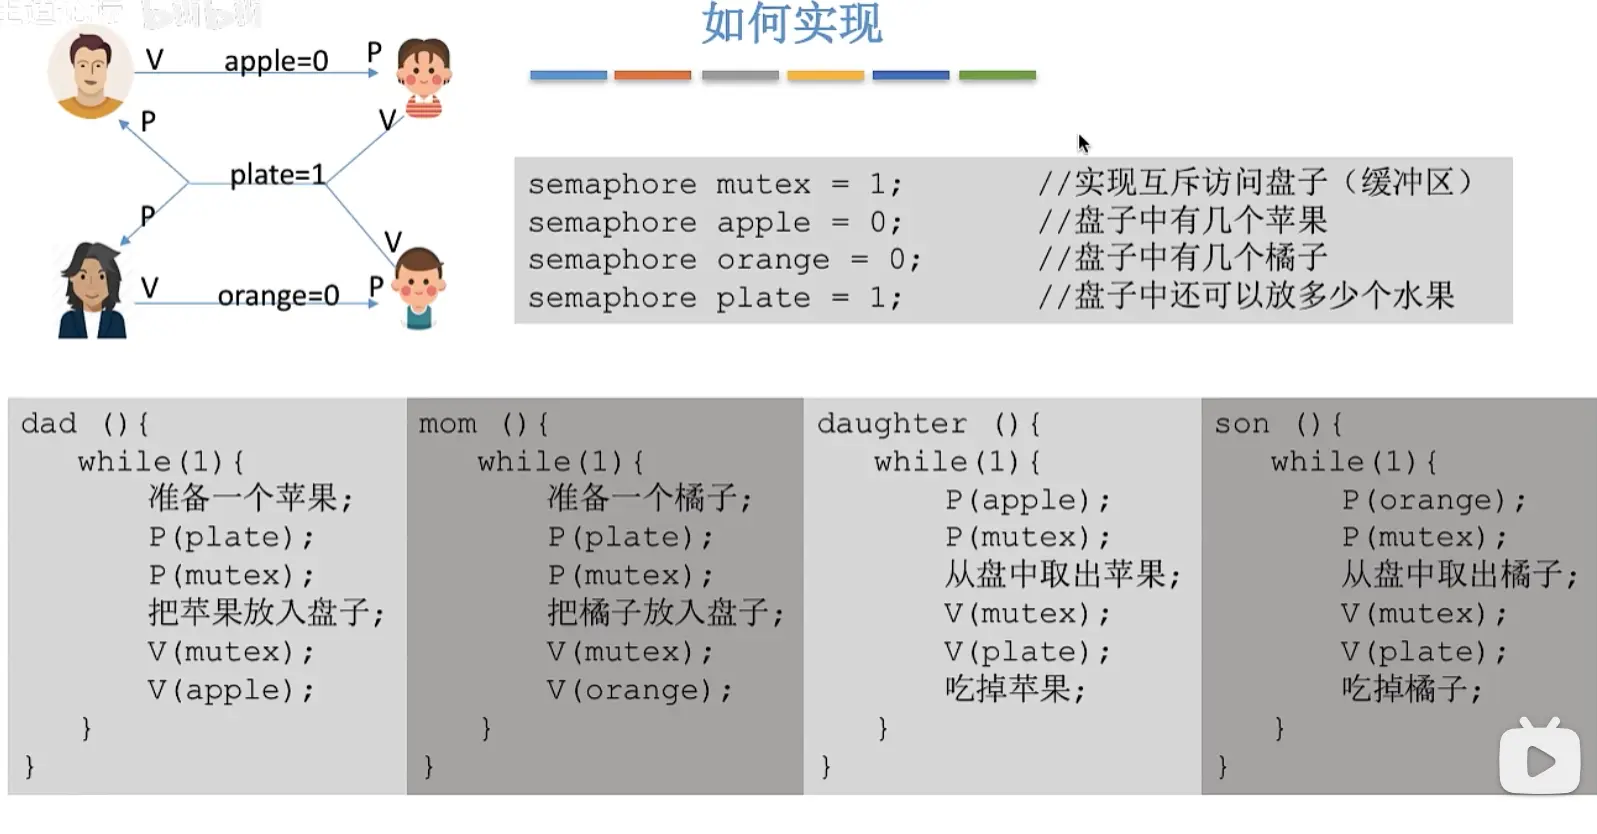 如何实现
V apple=0 P
P V
plate=1
P V
V orange=0 P
semaphore mutex = 1; //实现互斥访问盘子（缓冲区）
semaphore apple = 0; //盘子中有几个苹果
semaphore orange = 0; //盘子中有几个橘子
semaphore plate = 1; //盘子中还可以放多少个水果
dad (){
while(1){
准备一个苹果;
P(plate);
P(mutex);
把苹果放入盘子;
V(mutex);
V(apple);
}
}
mom (){
while(1){
准备一个橘子;
P(plate);
P(mutex);
把橘子放入盘子;
V(mutex);
V(orange);
}
}
daughter (){
while(1){
P(apple);
P(mutex);
从盘中取出苹果;
V(mutex);
V(plate);
吃掉苹果;
}
}
son (){
while(1){
P(orange);
P(mutex);
从盘中取出橘子;
V(mutex);
V(plate);
吃掉橘子;
}
}